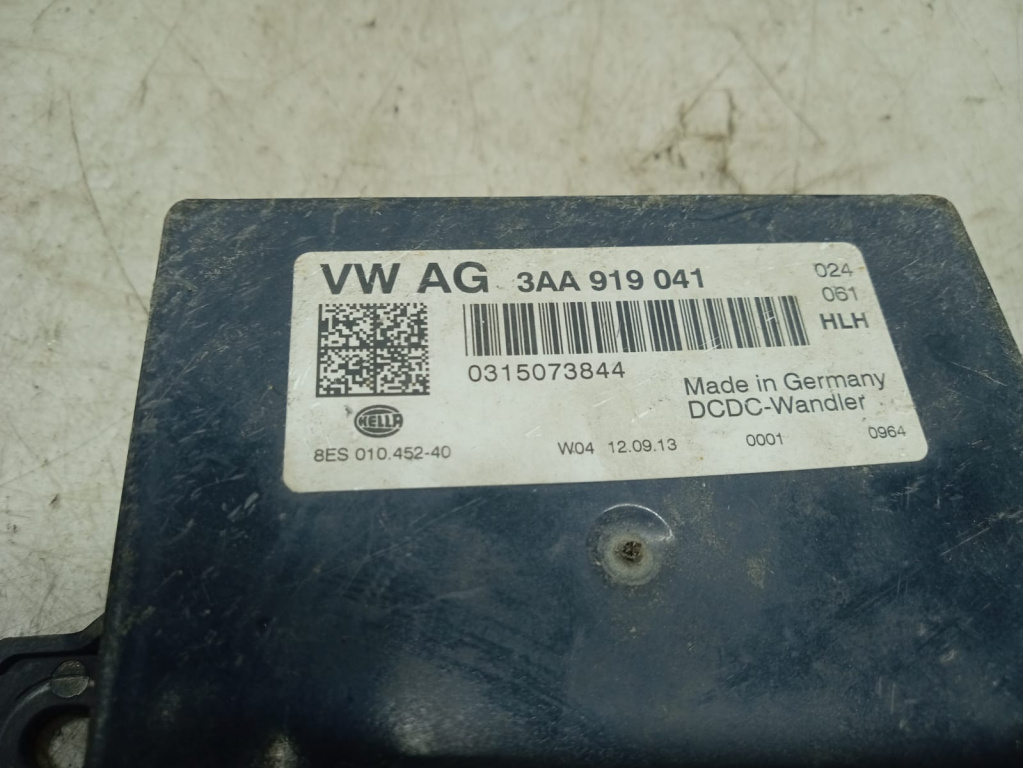 VW AG 3AA 919 041 024
061
HLH
0315073844
Made in Germany
DCDC-Wandler
HELLA
8ES 010.452-40 W04 12.09.13 0001 0964